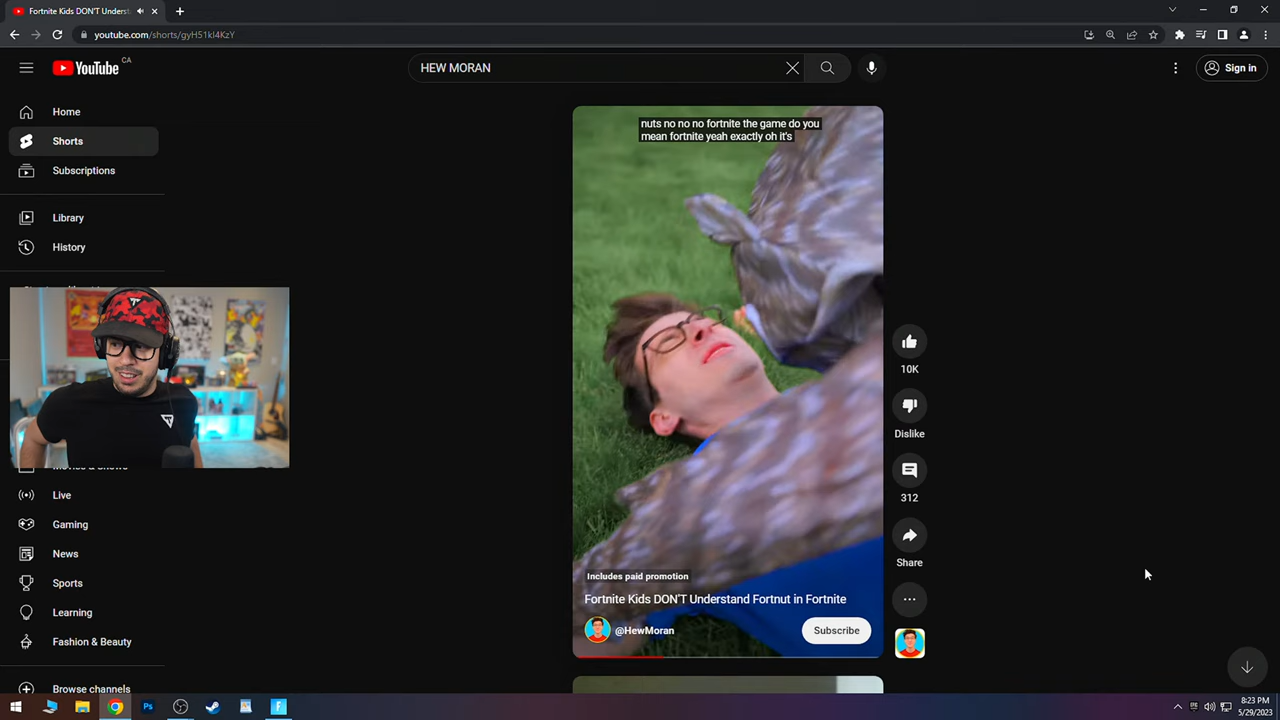 Fortnite Kids DON'T Underst
youtube.com/shorts/gyH51kl4KzY
YouTube CA
HEW MORAN
Sign in
Home
Shorts
Subscriptions
Library
History
Movies & Shows
Live
Gaming
News
Sports
Learning
Fashion & Beauty
Browse channels
nuts no no no fortnite the game do you
mean fortnite yeah exactly oh it's
Includes paid promotion
Fortnite Kids DON'T Understand Fortnut in Fortnite
@HewMoran
Subscribe
10K
Dislike
312
Share
Ps
8:23 PM
5/29/2023